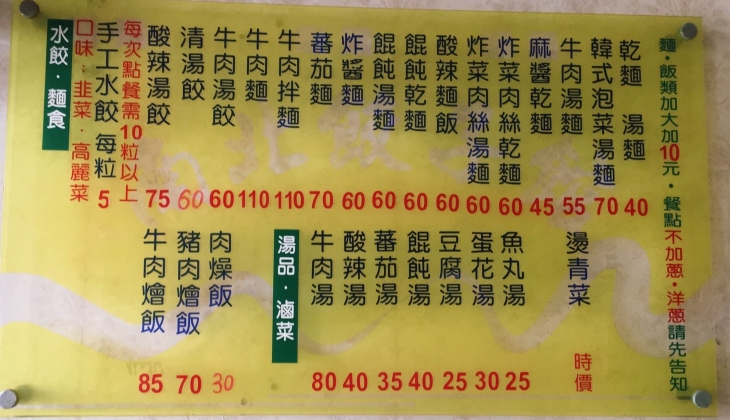 水餃．麵食
口味：韭菜．高麗菜
手工水餃 每粒 5
每次點餐需10粒以上
酸辣湯餃 75
清湯餃 60
牛肉湯餃 60
牛肉麵 110
牛肉拌麵 110
蕃茄麵 70
炸醬麵 60
餛飩湯麵 60
餛飩乾麵 60
酸辣麵飯 60
炸菜肉絲湯麵 60
炸菜肉絲乾麵 60
麻醬乾麵 45
牛肉湯麵 55
韓式泡菜湯麵 70
乾麵 湯麵 40
牛肉燴飯 85
豬肉燴飯 70
肉燥飯 30
湯品．滷菜
牛肉湯 80
酸辣湯 40
蕃茄湯 35
餛飩湯 40
豆腐湯 25
蛋花湯 30
魚丸湯 25
燙青菜 時價
麵．飯類加大加10元．餐點不加蔥．洋蔥請先告知